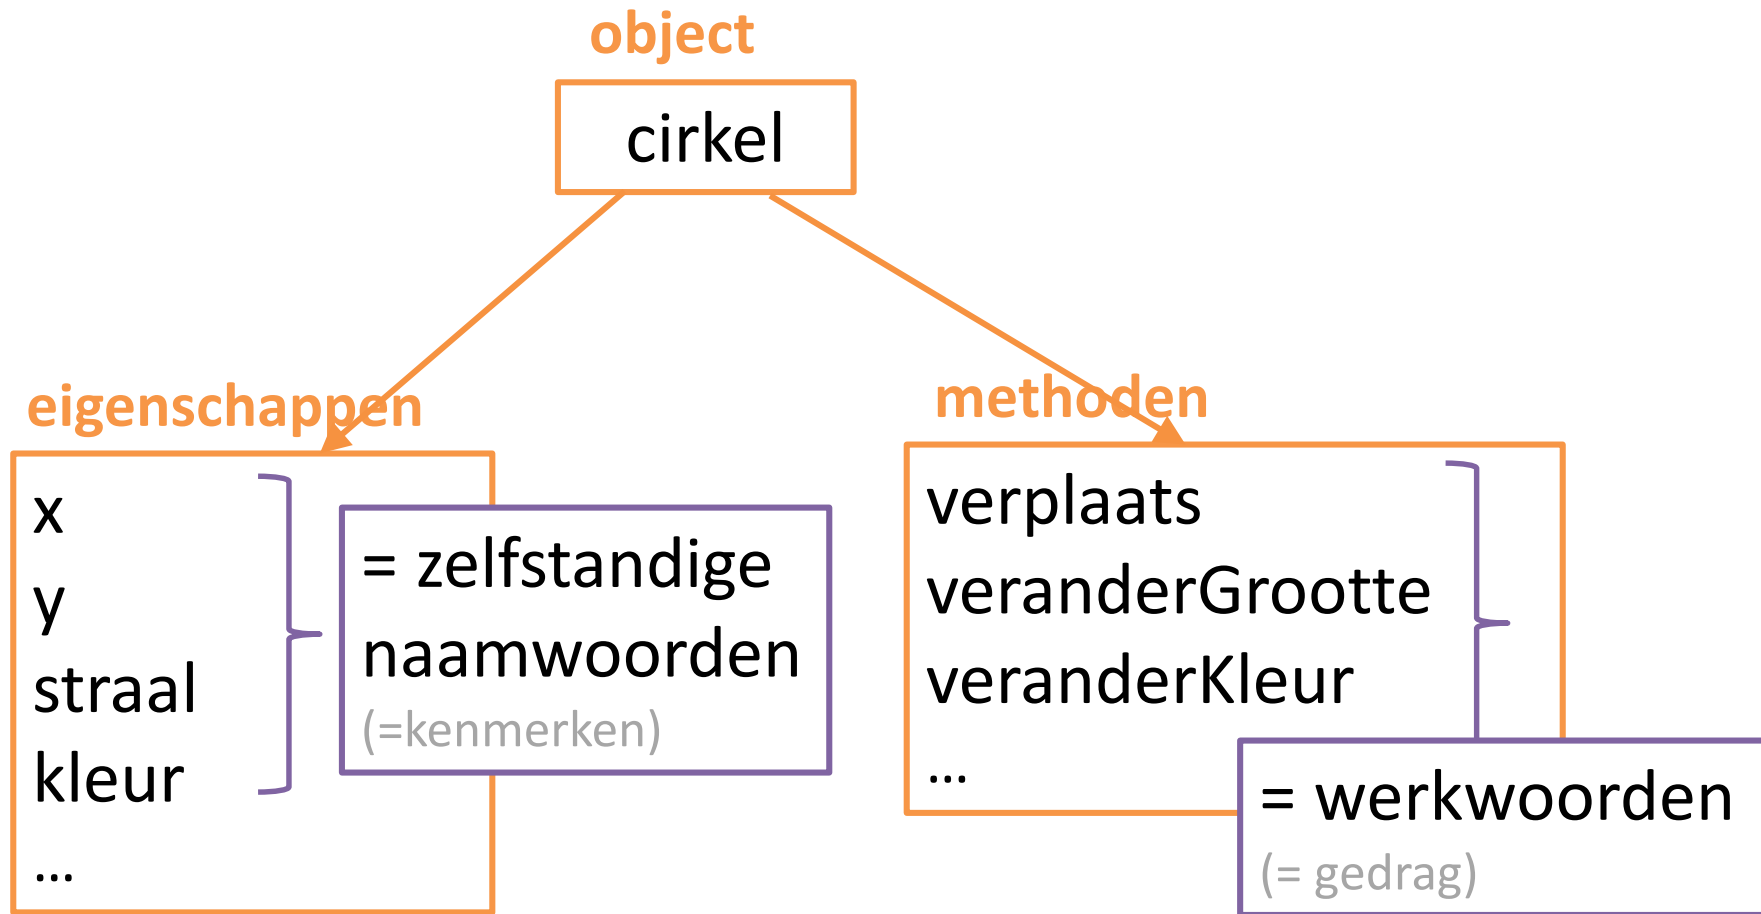 object
cirkel
eigenschappen
x
y
straal
kleur
...
= zelfstandige
naamwoorden
(=kenmerken)
methoden
verplaats
veranderGrootte
veranderKleur
...
= werkwoorden
(= gedrag)